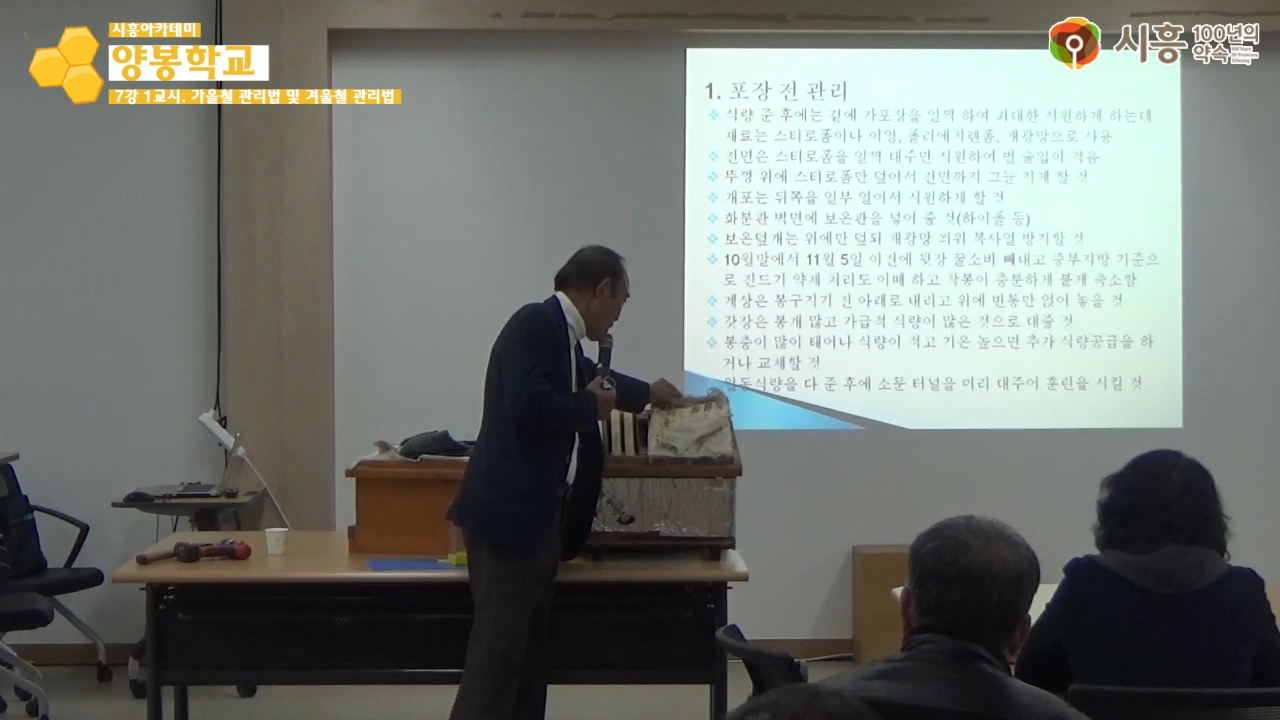 시흥아카데미
양봉학교
7강 1교시. 가을철 관리법 및 겨울철 관리법
시흥 100년의 약속
1. 포장 전 관리
식량 준 후에는 겉에 가포장을 일찍 하여 최대한 시원하게 하는데
재료는 스티로폼이나 이엉, 폴리에치렌폼, 채광망으로 사용
전면은 스티로폼을 일찍 대주면 시원하여 벌 출입이 적음
뚜껑 위에 스티로폼만 덮어서 전면까지 그늘 지게 할 것
개포는 뒤쪽을 일부 열어서 시원하게 할 것
화분판 벽면에 보온판을 넣어 줄 것(하이폴 등)
보온덮개는 위에만 덮되 채광망 씌워 복사열 방지할 것
10월말에서 11월 5일 이전에 뒷장 꿀소비 빼내고 중부지방 기준으
로 진드기 약제 처리도 이때 하고 착봉이 충분하게 붙게 축소함
계상은 봉구지기 전 아래로 내리고 위에 빈통만 얹어 놓을 것
갓장은 봉개 많고 가급적 식량이 많은 것으로 대줄 것
봉충이 많이 태어나 식량이 적고 기온 높으면 추가 식량공급을 하
거나 교체할 것
월동식량을 다 준 후에 소문 터널을 미리 대주어 훈련을 시킬 것